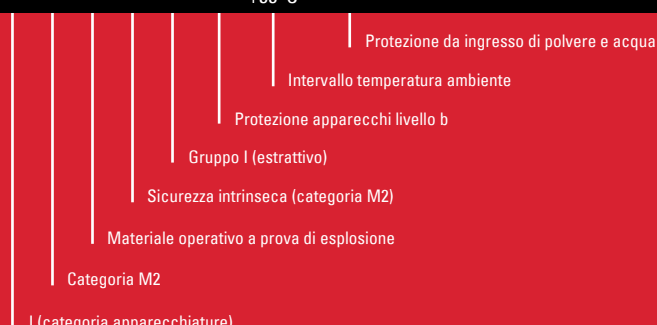 Protezione da ingresso di polvere e acqua
Intervallo temperatura ambiente
Protezione apparecchi livello b
Gruppo I (estrattivo)
Sicurezza intrinseca (categoria M2)
Materiale operativo a prova di esplosione
Categoria M2
I (categoria apparecchiature)